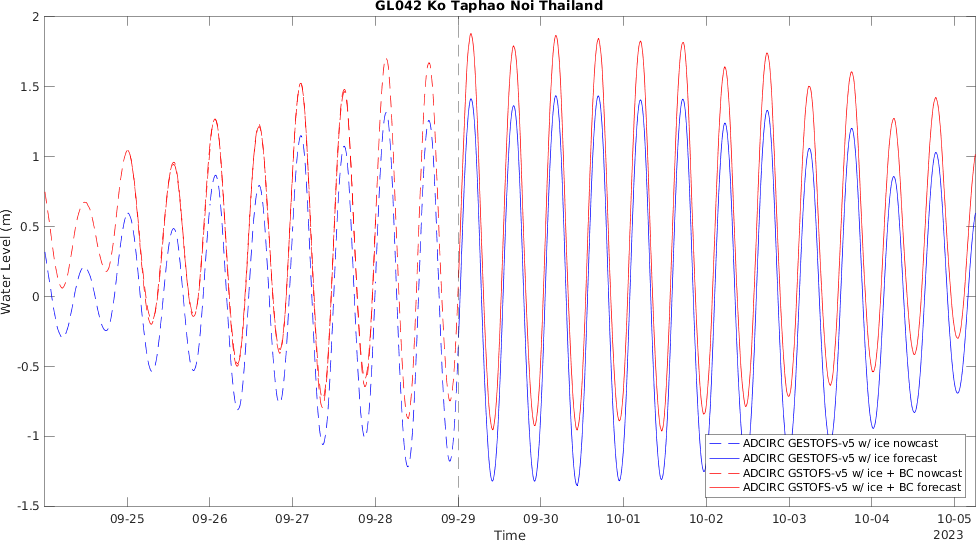 GL042 Ko Taphao Noi Thailand
2
1.5
1
0.5
0
-0.5
-1
-1.5
Water Level (m)
09-25 09-26 09-27 09-28 09-29 09-30 10-01 10-02 10-03 10-04 10-05
Time
2023
ADCIRC GESTOFS-v5 w/ ice nowcast
ADCIRC GESTOFS-v5 w/ ice forecast
ADCIRC GSTOFS-v5 w/ ice + BC nowcast
ADCIRC GSTOFS-v5 w/ ice + BC forecast